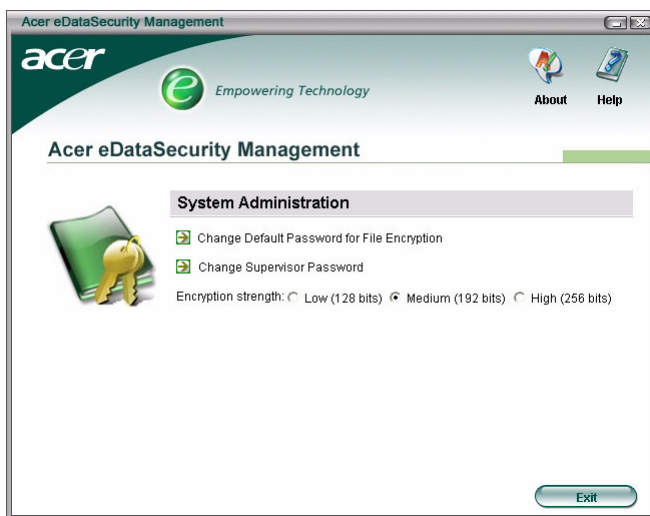 Acer eDataSecurity Management
acer
e Empowering Technology
About Help
Acer eDataSecurity Management
System Administration
Change Default Password for File Encryption
Change Supervisor Password
Encryption strength: Low (128 bits) Medium (192 bits) High (256 bits)
Exit